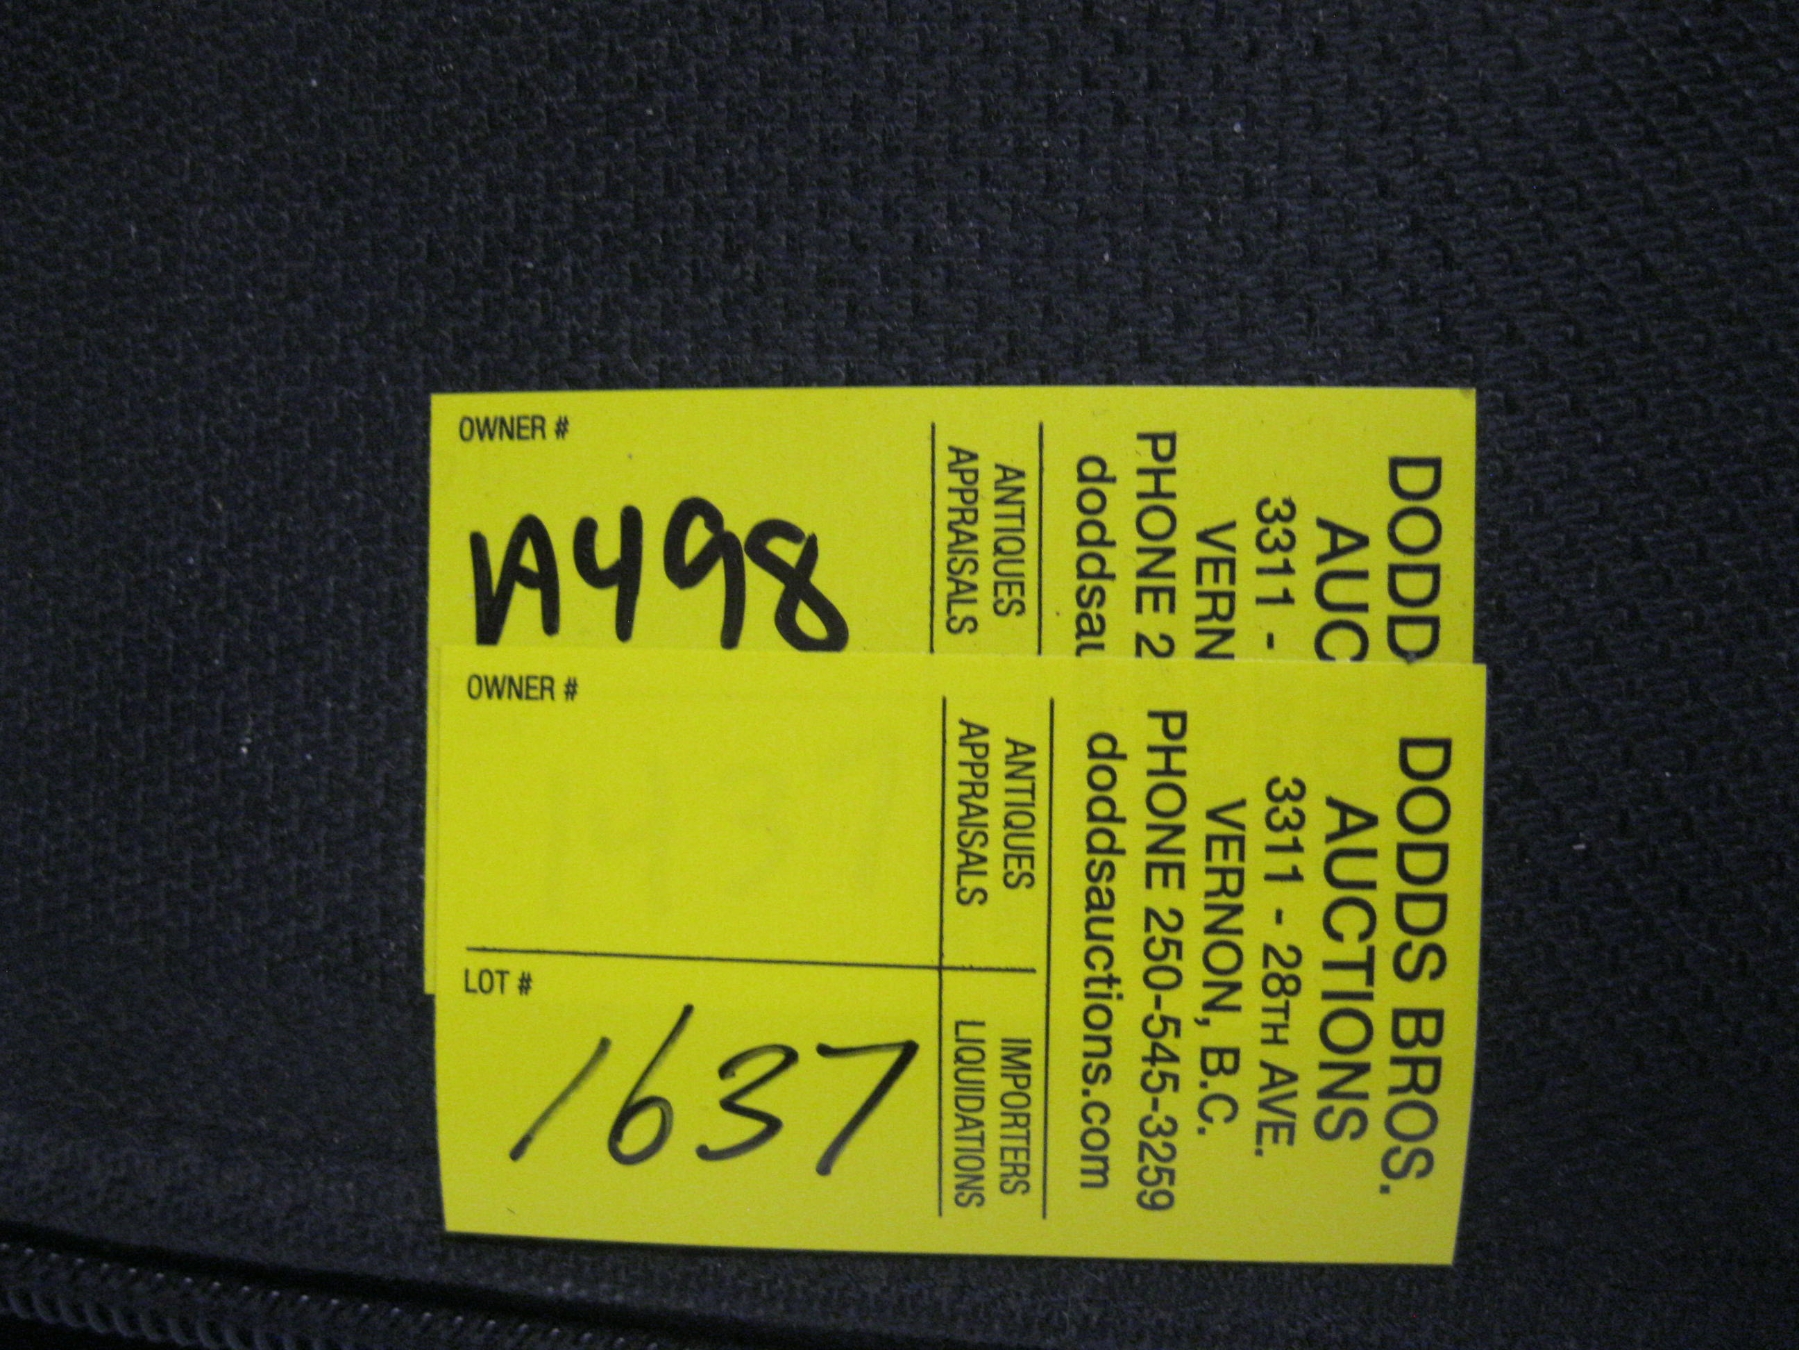 OWNER #
A498
ANTIQUES
APPRAISALS
DODD
AUC
3311 -
VERN
PHONE 2
doddsau
OWNER #
LOT #
1637
ANTIQUES IMPORTERS
APPRAISALS LIQUIDATIONS
DODDS BROS.
AUCTIONS
3311 - 28TH AVE.
VERNON, B.C.
PHONE 250-545-3259
doddsauctions.com